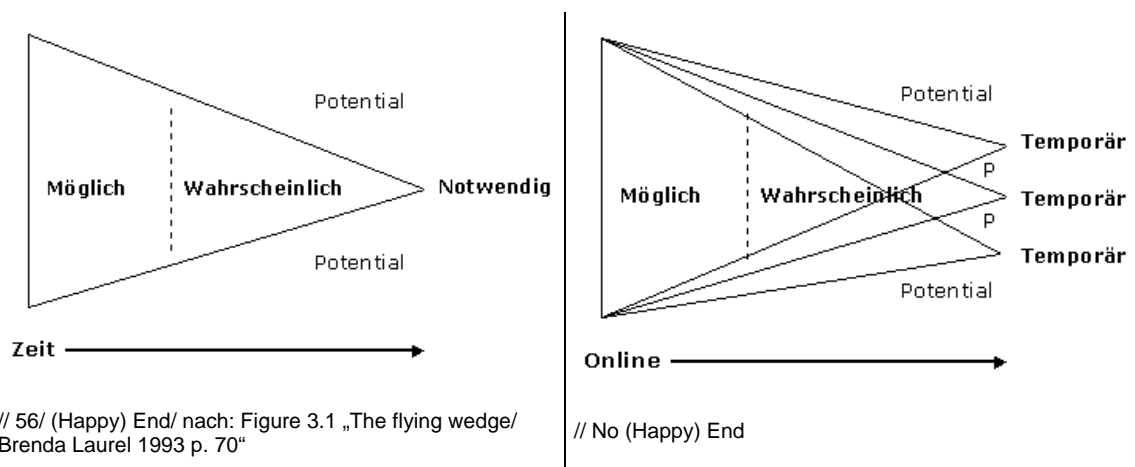 Potential
Möglich
Wahrscheinlich
Notwendig
Potential
Zeit
// 56/ (Happy) End/ nach: Figure 3.1 „The flying wedge/
Brenda Laurel 1993 p. 70“
Potential
Temporär
P
Möglich
Wahrscheinlich
Temporär
P
Temporär
Potential
Online
// No (Happy) End